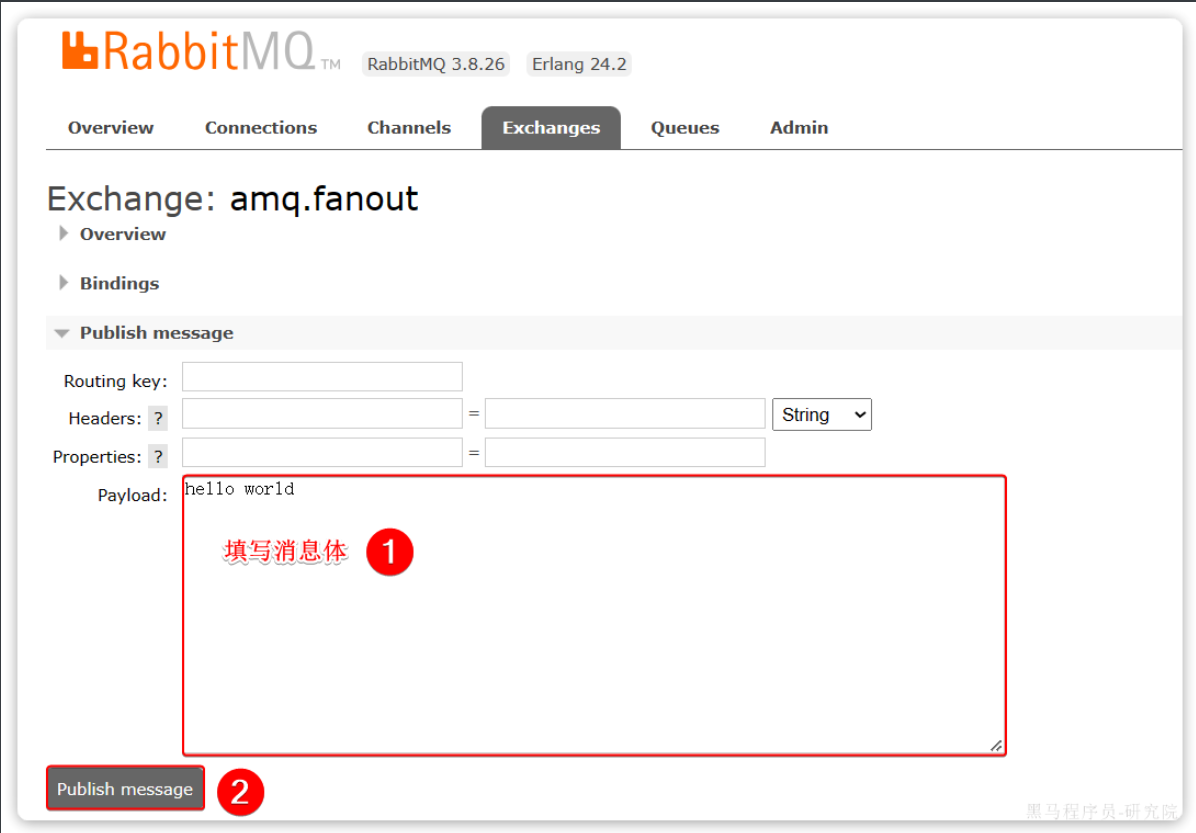 RabbitMQ TM RabbitMQ 3.8.26 Erlang 24.2
Overview Connections Channels Exchanges Queues Admin
Exchange: amq.fanout
Overview
Bindings
Publish message
Routing key:
Headers: ? = String
Properties: ? =
Payload: hello world
填写消息体 1
Publish message 2
黑马程序员-研究院